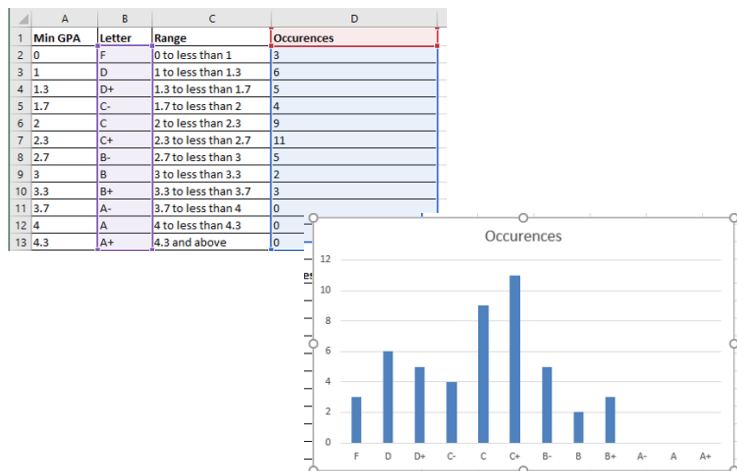 A B C D
1 Min GPA Letter Range Occurences
2 0 F 0 to less than 1 3
3 1 D 1 to less than 1.3 6
4 1.3 D+ 1.3 to less than 1.7 5
5 1.7 C- 1.7 to less than 2 4
6 2 C 2 to less than 2.3 9
7 2.3 C+ 2.3 to less than 2.7 11
8 2.7 B- 2.7 to less than 3 5
9 3 B 3 to less than 3.3 2
10 3.3 B+ 3.3 to less than 3.7 3
11 3.7 A- 3.7 to less than 4 0
12 4 A 4 to less than 4.3 0
13 4.3 A+ 4.3 and above 0
Occurences
12
10
8
6
4
2
0
F D D+ C- C C+ B- B B+ A- A A+